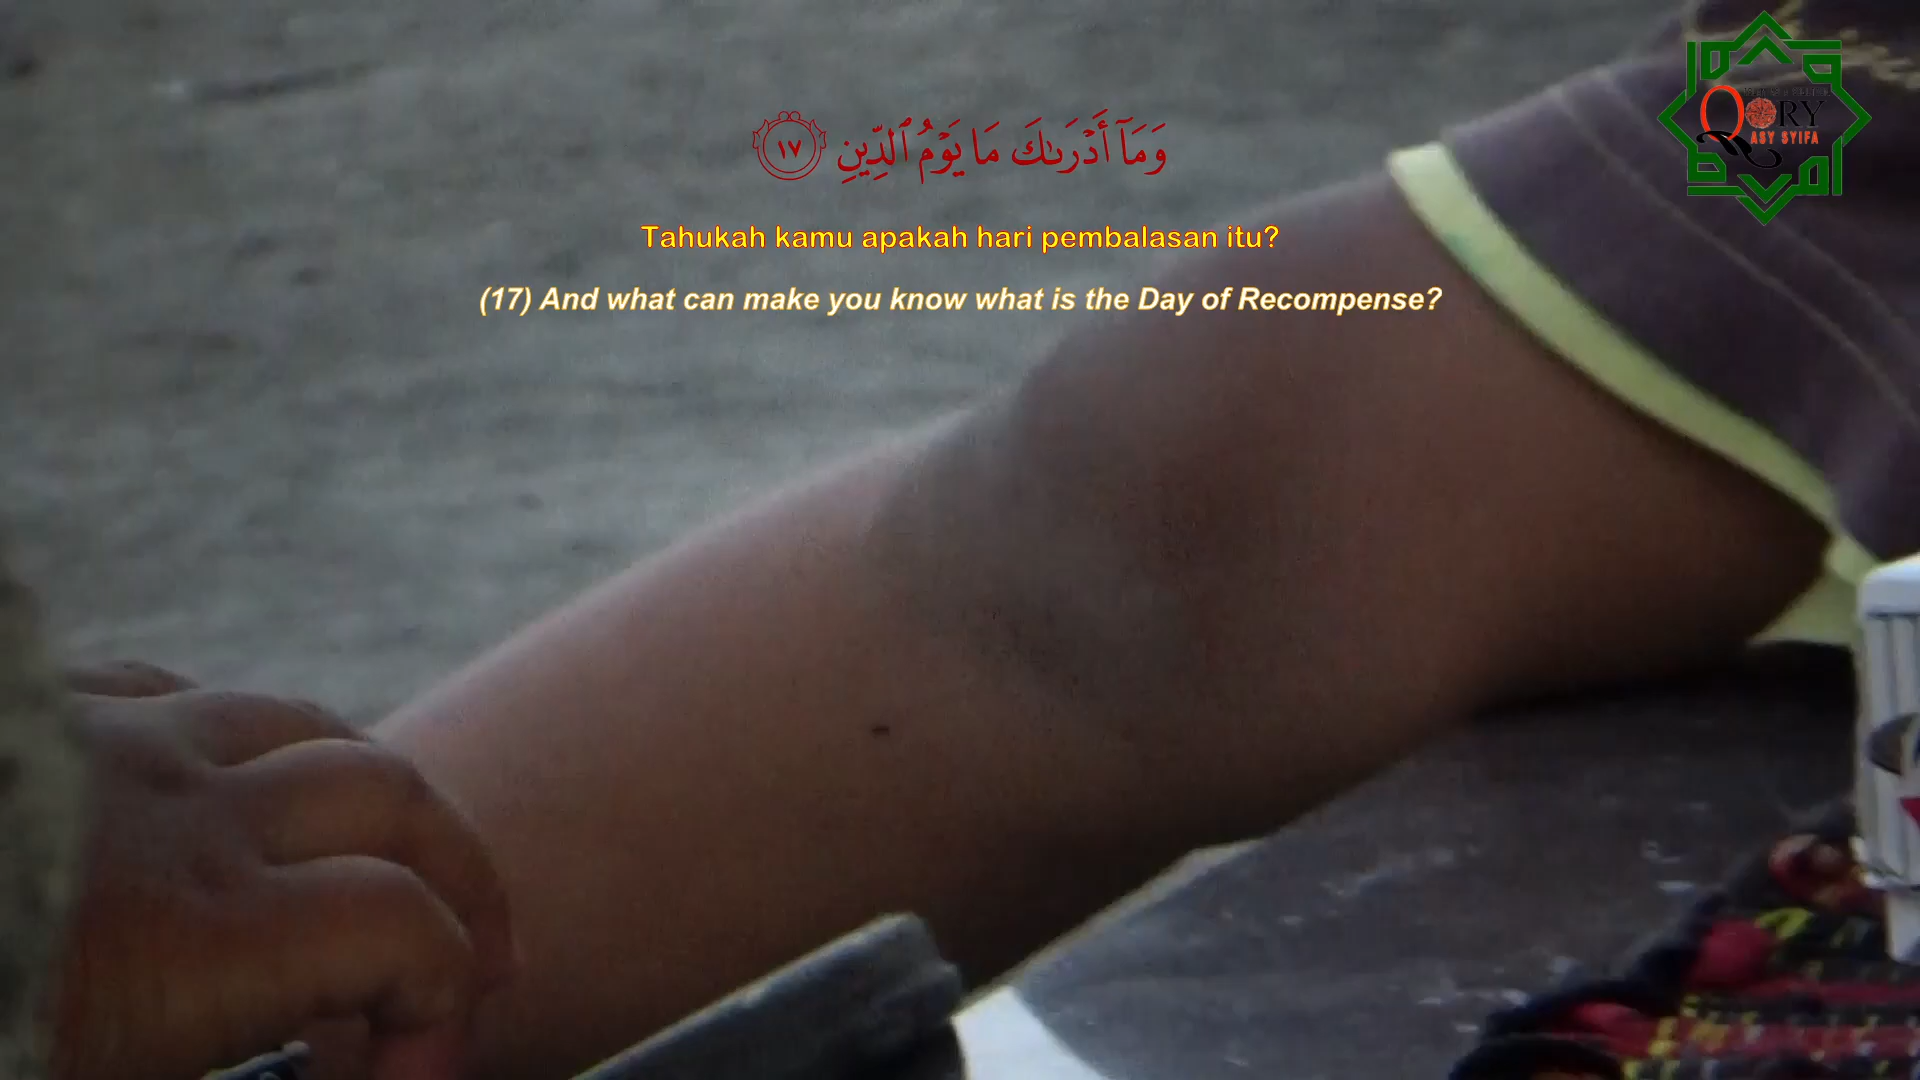 وَمَآ أَدْرَىٰكَ مَا يَوْمُ ٱلدِّينِ ١٧
Tahukah kamu apakah hari pembalasan itu?
(17) And what can make you know what is the Day of Recompense?
QORY
ASY SYIFA